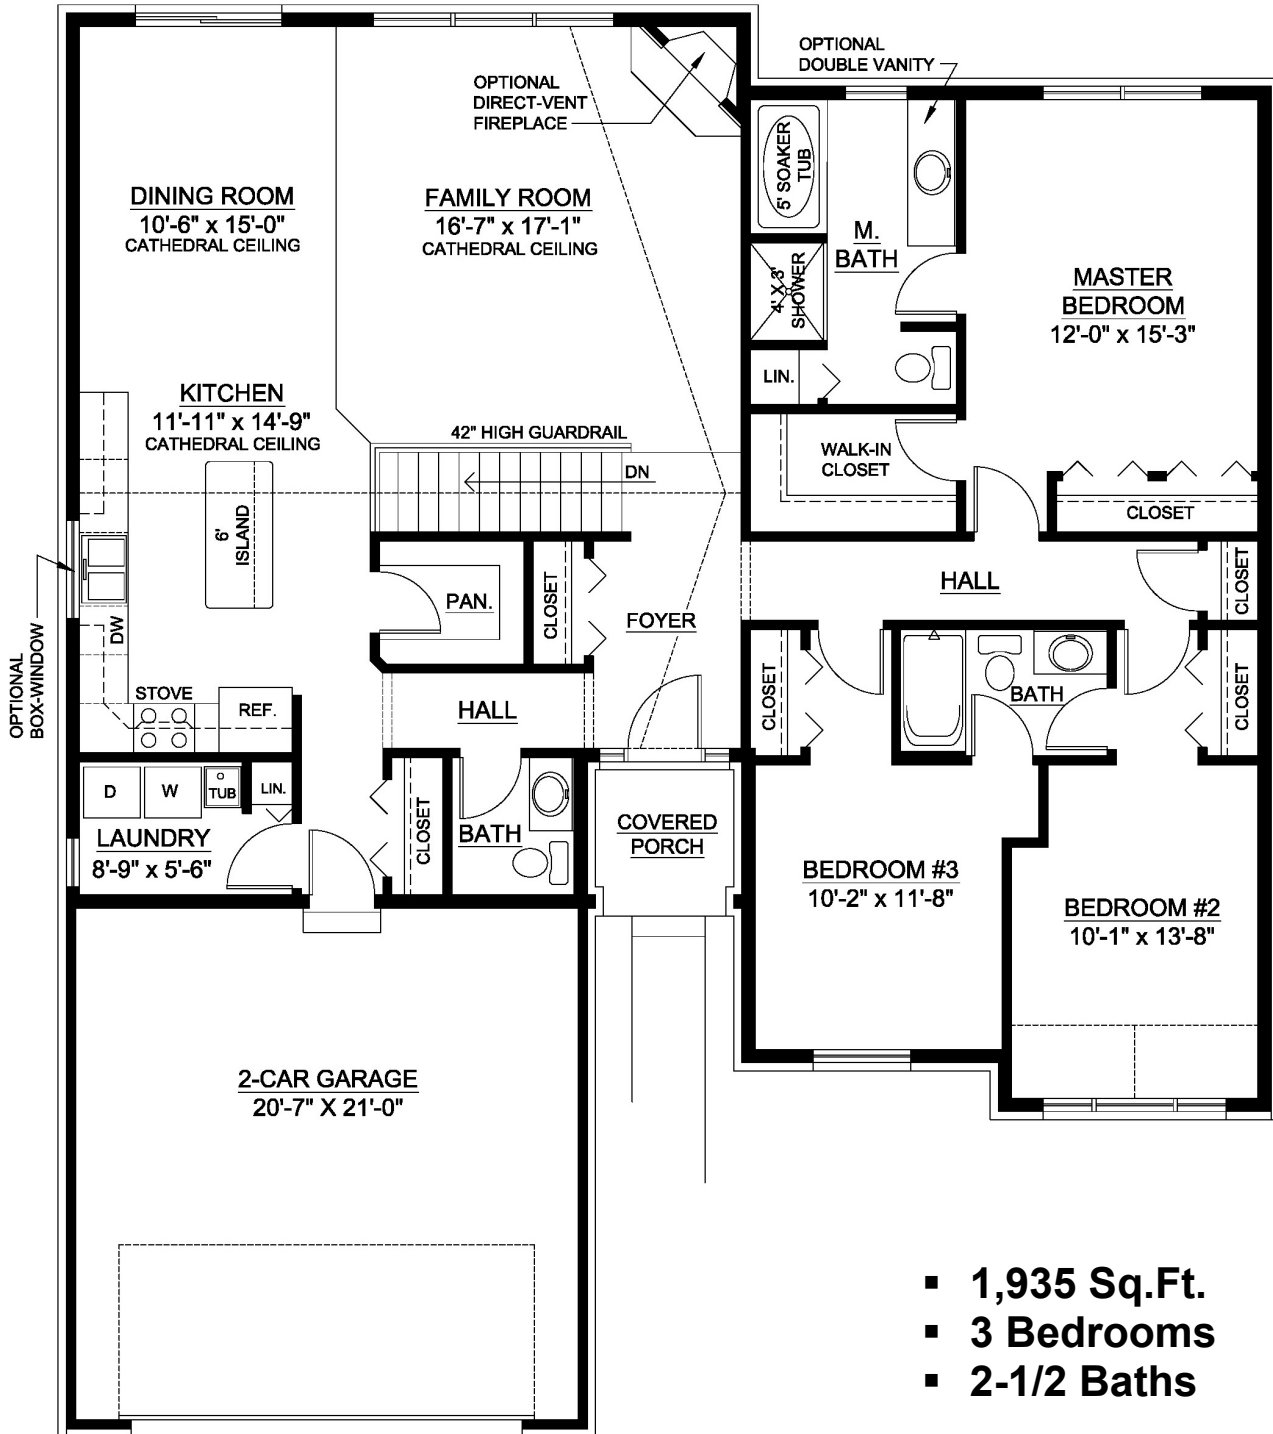 OPTIONAL
DOUBLE VANITY
OPTIONAL
DIRECT-VENT
FIREPLACE
5' SOAKER
TUB
DINING ROOM
10'-6" x 15'-0"
CATHEDRAL CEILING
FAMILY ROOM
16'-7" x 17'-1"
CATHEDRAL CEILING
M.
BATH
4' X 3'
SHOWER
MASTER
BEDROOM
12'-0" x 15'-3"
LIN.
KITCHEN
11'-11" x 14'-9"
CATHEDRAL CEILING
42" HIGH GUARDRAIL
DN
WALK-IN
CLOSET
CLOSET
6'
ISLAND
HALL
CLOSET
PAN.
CLOSET
FOYER
DW
OPTIONAL
BOX-WINDOW
STOVE
REF.
HALL
CLOSET
BATH
CLOSET
D
W
TUB
LIN.
LAUNDRY
8'-9" x 5'-6"
CLOSET
BATH
COVERED
PORCH
BEDROOM #3
10'-2" x 11'-8"
BEDROOM #2
10'-1" x 13'-8"
2-CAR GARAGE
20'-7" X 21'-0"
▪ 1,935 Sq.Ft.
▪ 3 Bedrooms
▪ 2-1/2 Baths